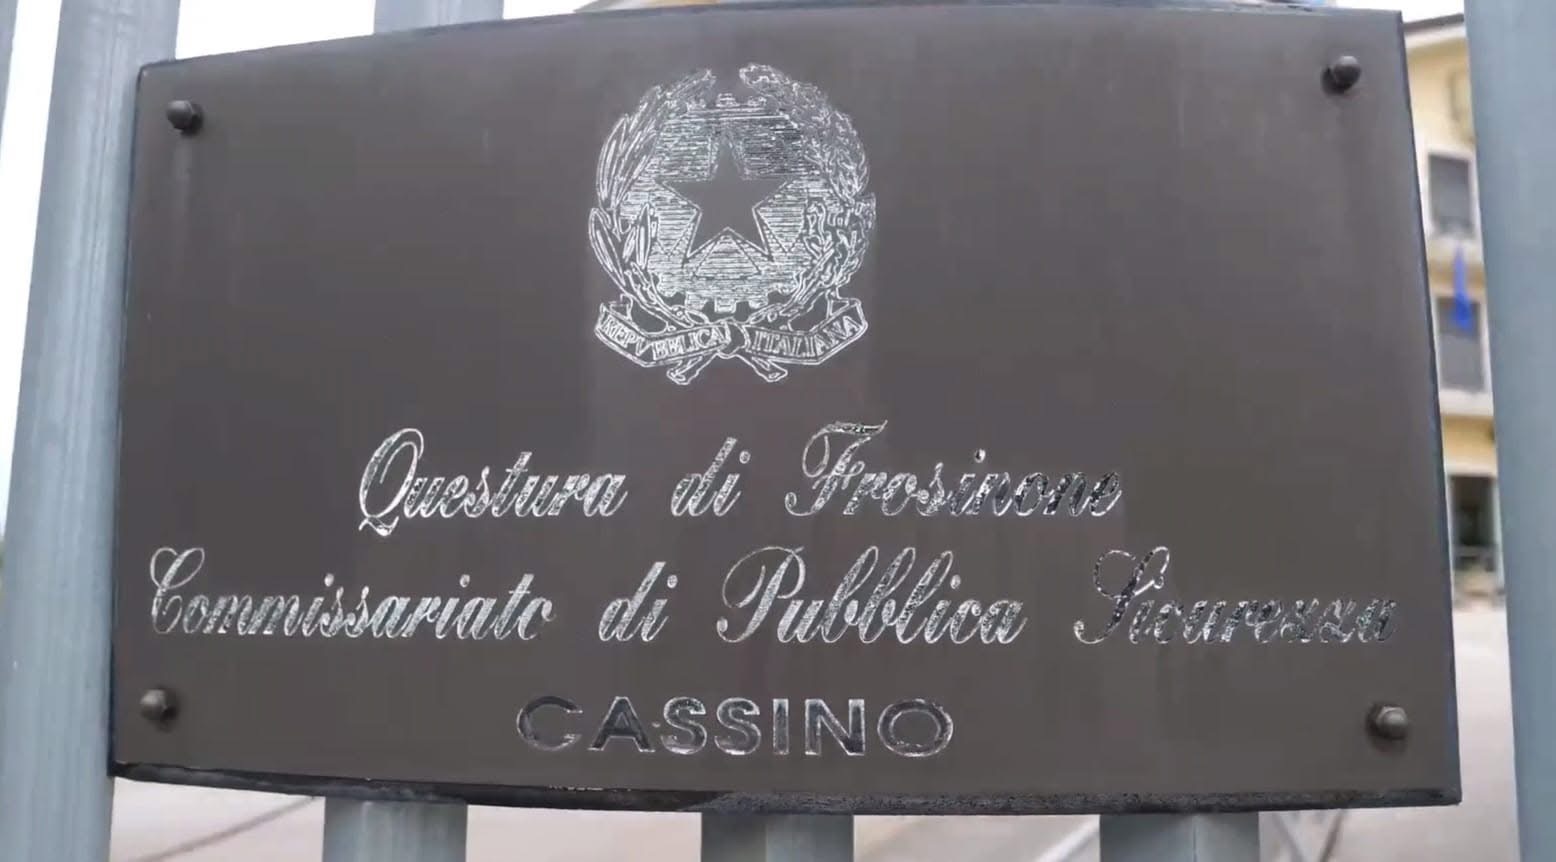 REPVBBLICA ITALIANA
Questura di Frosinone
Commissariato di Pubblica Sicurezza
CASSINO